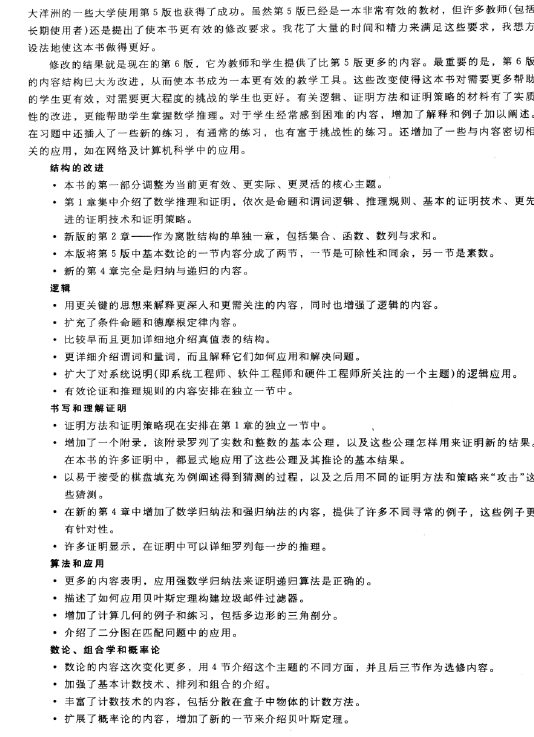 大洋洲的一些大学使用第5版也获得了成功。虽然第5版已经是一本非常有效的教材，但许多教师(包括
长期使用者)还是提出了使本书更有效的修改要求。我花了大量的时间和精力来满足这些要求，我想方
设法地使这本书做得更好。
修改的结果就是现在的第6版，它为教师和学生提供了比第5版更多的内容。最重要的是，第6版
的内容结构已大为改进，从而使本书成为一本更有效的教学工具。这些改变使得这本书对需要更多帮助
的学生更有效，对需要更大程度的挑战的学生也更好。有关逻辑、证明方法和证明策略的材料有了实质
性的改进，更能帮助学生掌握数学推理。对于学生经常感到困难的内容，增加了解释和例子加以阐述。
在习题中还插入了一些新的练习，有通常的练习，也有富于挑战性的练习。还增加了一些与内容密切相
关的应用，如在网络及计算机科学中的应用。
结构的改进
• 本书的第一部分调整为当前更有效、更实际、更灵活的核心主题。
• 第1章集中介绍了数学推理和证明，依次是命题和谓词逻辑、推理规则、基本的证明技术、更先
进的证明技术和证明策略。
• 新版的第2章——作为离散结构的单独一章，包括集合、函数、数列与求和。
• 本版将第5版中基本数论的一节内容分成了两节，一节是可除性和同余，另一节是素数。
• 新的第4章完全是归纳与递归的内容。
逻辑
• 用更关键的思想来解释更深入和更需关注的内容，同时也增强了逻辑的内容。
• 扩充了条件命题和德摩根定律内容。
• 比较早而且更加详细地介绍真值表的结构。
• 更详细介绍谓词和量词，而且解释它们如何应用和解决问题。
• 扩大了对系统说明(即系统工程师、软件工程师和硬件工程师所关注的一个主题)的逻辑应用。
• 有效论证和推理规则的内容安排在独立一节中。
书写和理解证明
• 证明方法和证明策略现在安排在第1章的独立一节中。
• 增加了一个附录，该附录罗列了实数和整数的基本公理，以及这些公理怎样用来证明新的结果。
在本书的许多证明中，都显式地应用了这些公理及其推论的基本结果。
• 以易于接受的棋盘填充为例阐述得到猜测的过程，以及之后用不同的证明方法和策略来“攻击”这
些猜测。
• 在新的第4章中增加了数学归纳法和强归纳法的内容，提供了许多不同寻常的例子，这些例子更
有针对性。
• 许多证明显示，在证明中可以详细罗列每一步的推理。
算法和应用
• 更多的内容表明，应用强数学归纳法来证明递归算法是正确的。
• 描述了如何应用贝叶斯定理构建垃圾邮件过滤器。
• 增加了计算几何的例子和练习，包括多边形的三角剖分。
• 介绍了二分图在匹配问题中的应用。
数论、组合学和概率论
• 数论的内容这次变化更多，用4节介绍这个主题的不同方面，并且后三节作为选修内容。
• 加强了基本计数技术、排列和组合的介绍。
• 丰富了计数技术的内容，包括分散在盒子中物体的计数方法。
• 扩展了概率论的内容，增加了新的一节来介绍贝叶斯定理。